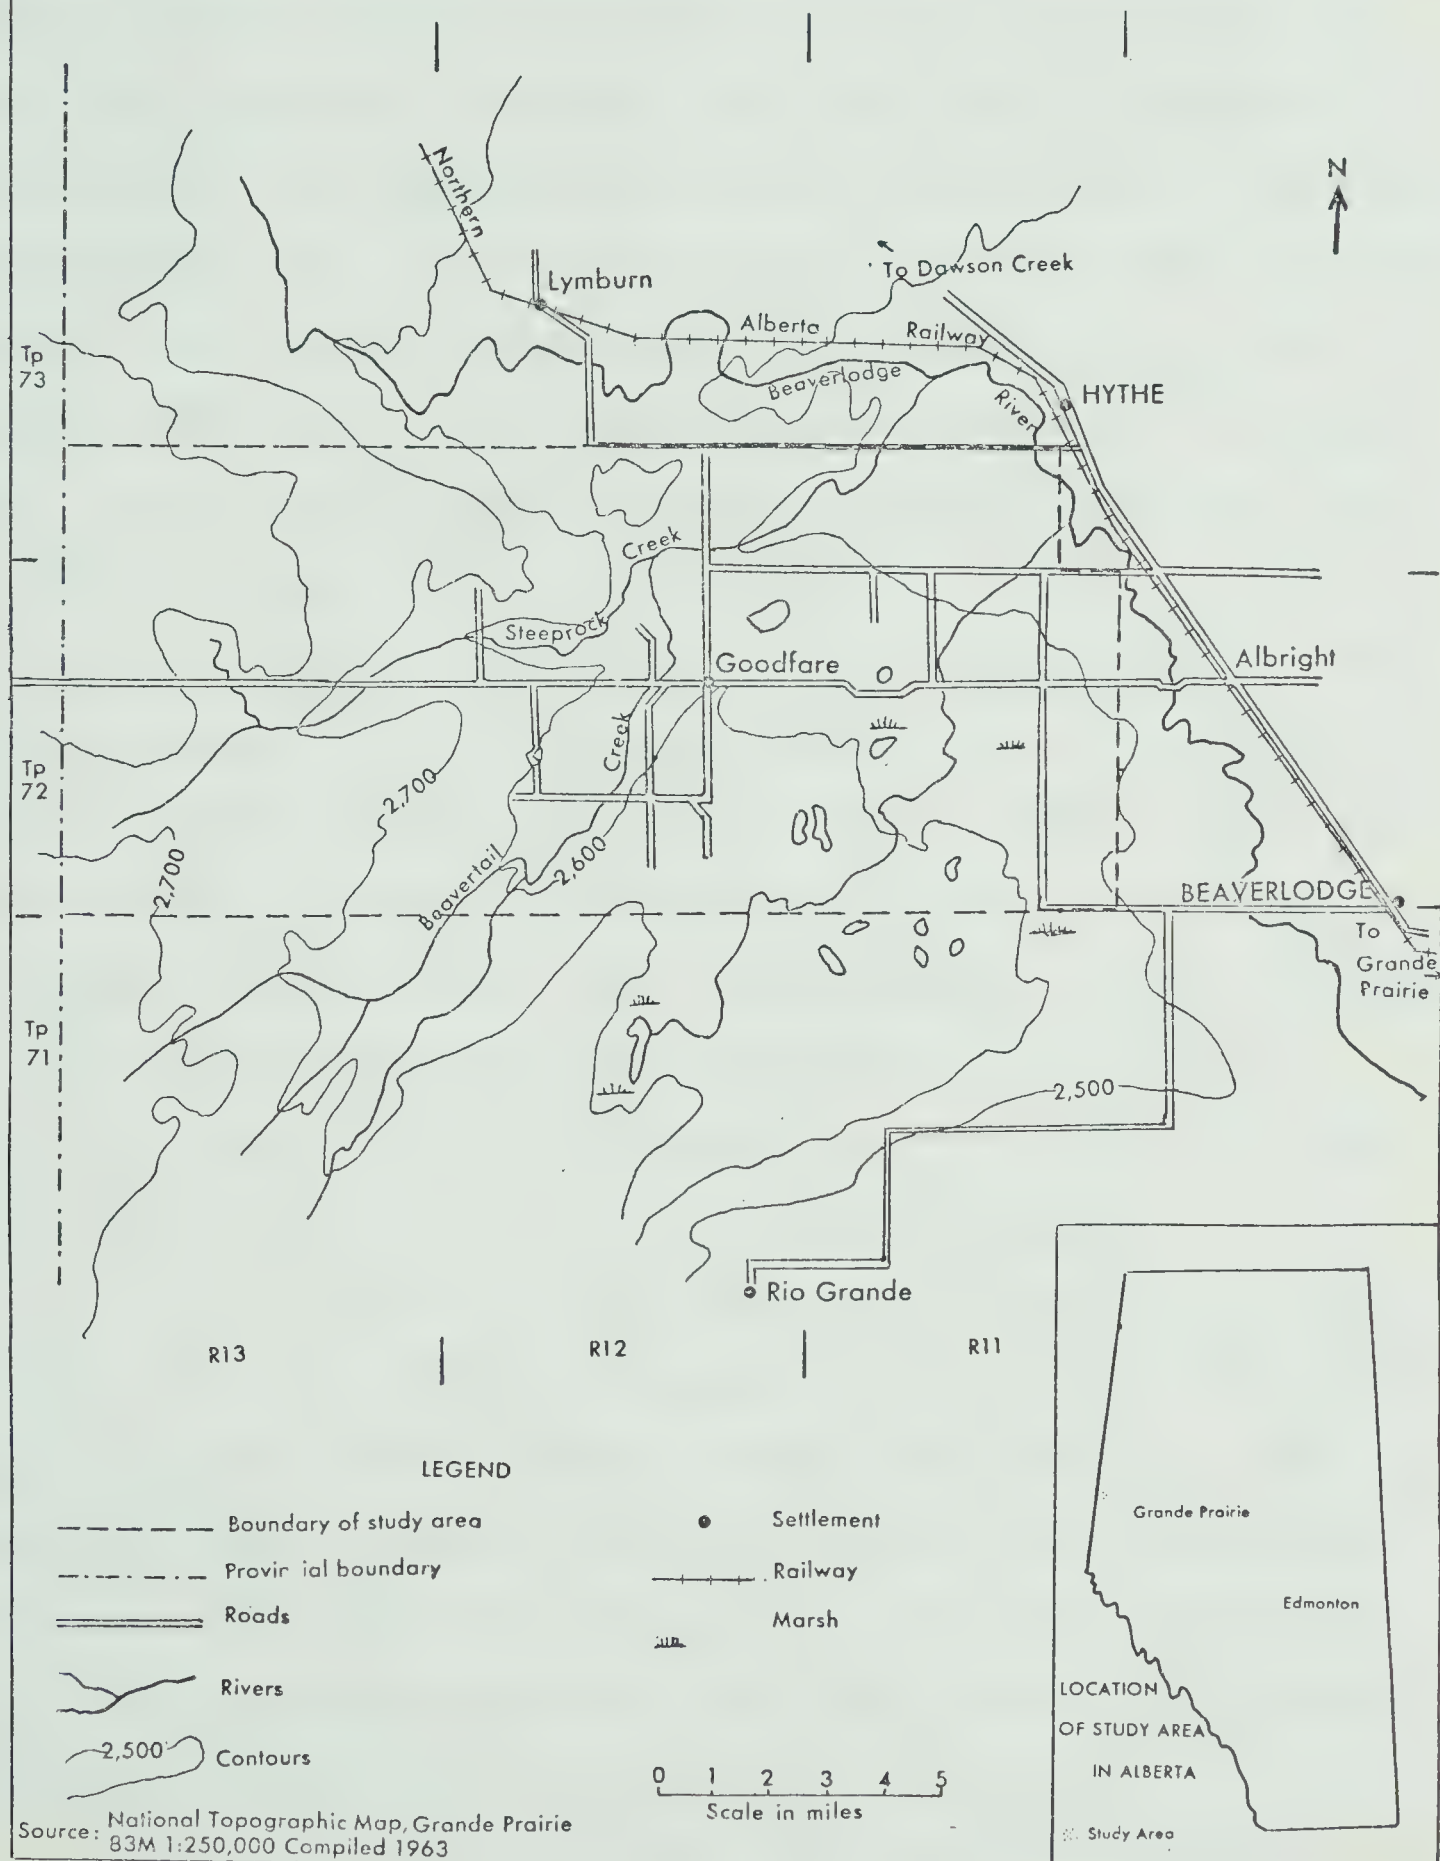 N
Northern
To Dawson Creek
Lymburn
Alberta
Railway
Tp
73
Beaverlodge
River
HYTHE
Creek
Steeprock
Goodfare
Albright
Creek
Tp
72
2,700
2,700
2,600
Beavertail
BEAVERLODGE
To
Grande
Prairie
Tp
71
2,500
Rio Grande
R13
R12
R11
LEGEND
Boundary of study area
Provin ial boundary
Roads
Rivers
2,500
Contours
Settlement
Railway
Marsh
0 1 2 3 4 5
Scale in miles
Source: National Topographic Map, Grande Prairie
83M 1:250,000 Compiled 1963
Grande Prairie
Edmonton
LOCATION
OF STUDY AREA
IN ALBERTA
Study Area